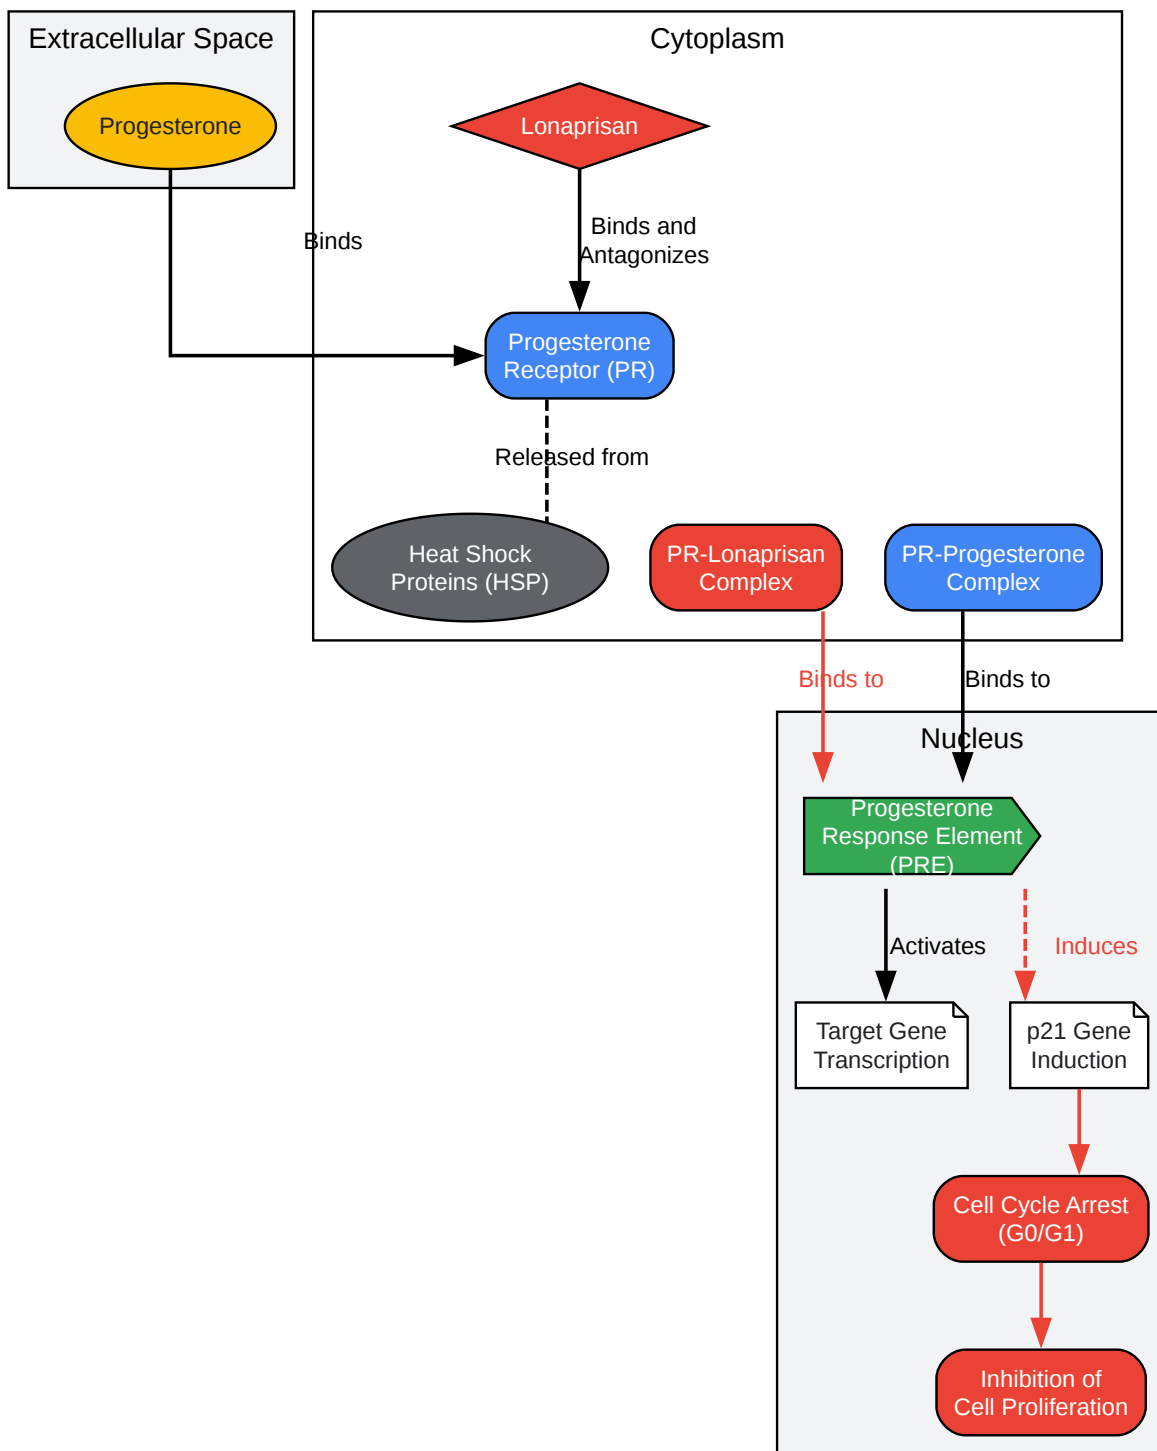 Extracellular Space
Cytoplasm
Progesterone
Lonaprisan
Binds
Binds and
Antagonizes
Progesterone
Receptor (PR)
Released from
Heat Shock
Proteins (HSP)
PR-Lonaprisan
Complex
PR-Progesterone
Complex
Binds to
Binds to
Nucleus
Progesterone
Response Element
(PRE)
Activates
Induces
Target Gene
Transcription
p21 Gene
Induction
Cell Cycle Arrest
(G0/G1)
Inhibition of
Cell Proliferation